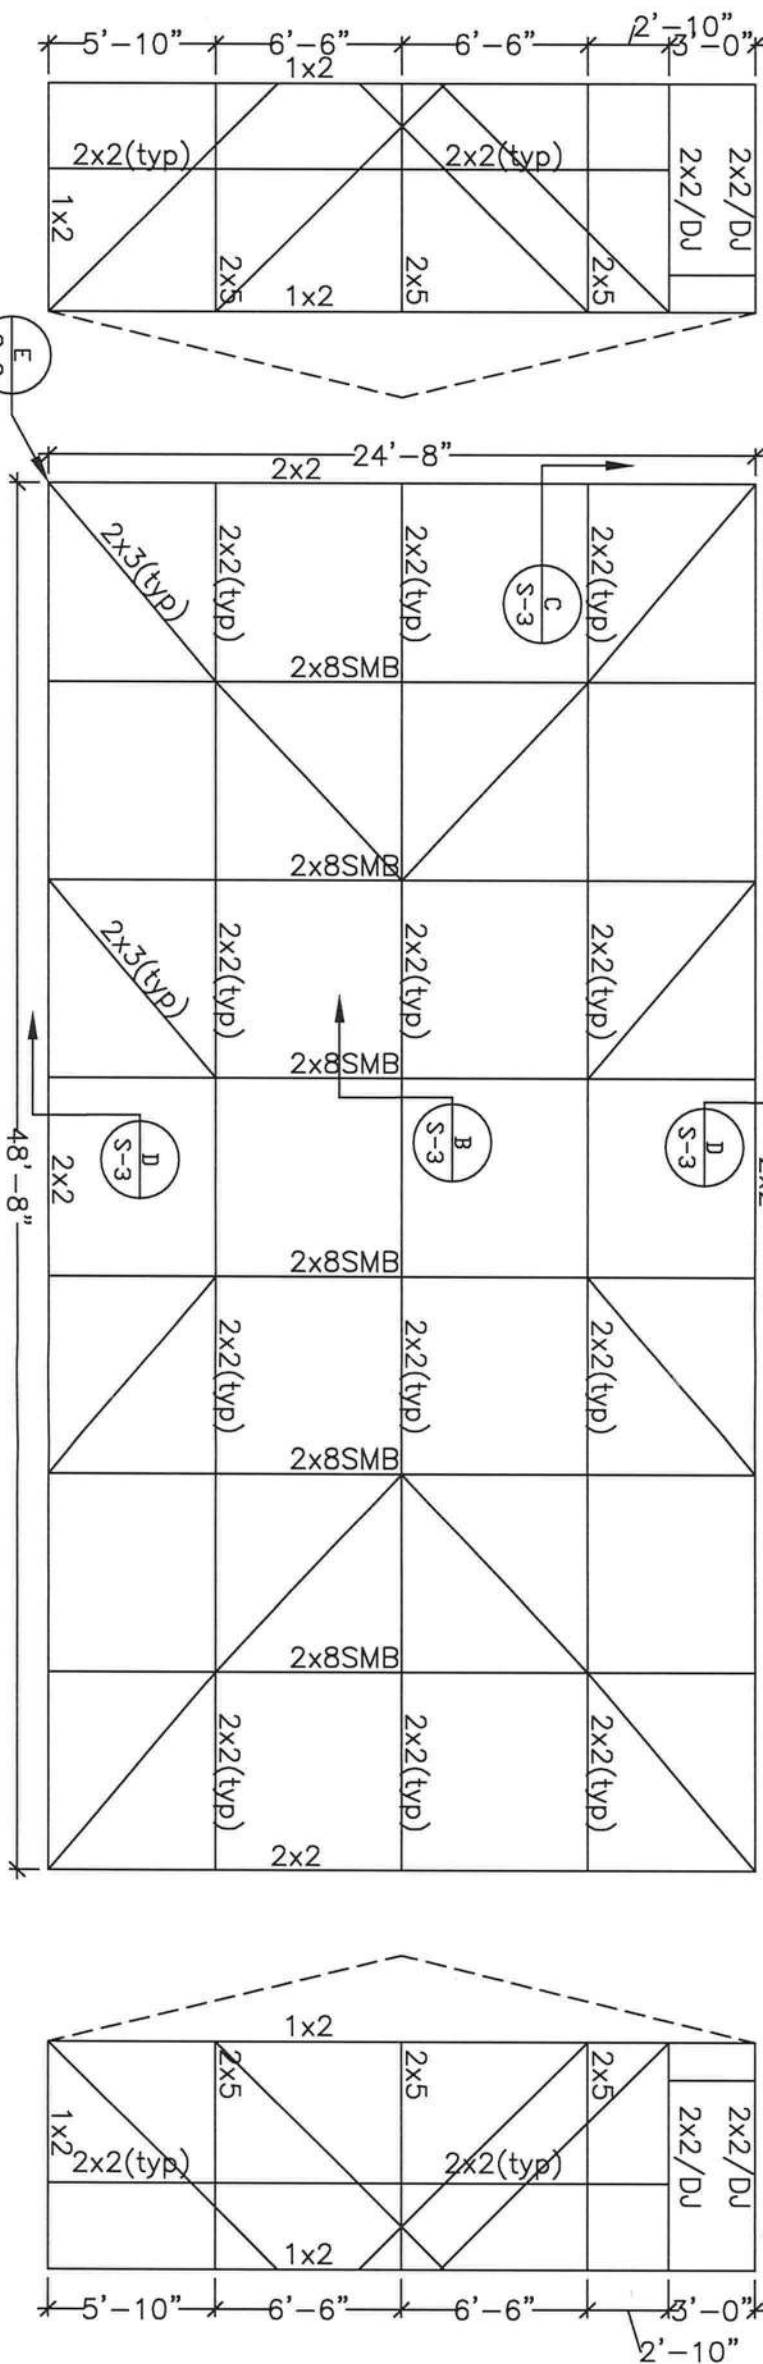 5'-10"
6'-6"
6'-6"
2'-10"
3'-0"
1x2
2x2(typ)
2x2(typ)
2x2/DJ
2x2/DJ
1x2
2x5
2x5
2x5
1x2
E
24'-8"
2x2
2x3(typ)
2x2(typ)
2x2(typ)
2x2(typ)
C
S-3
2x8SMB
2x8SMB
2x3(typ)
2x2(typ)
2x2(typ)
2x2(typ)
2x8SMB
48'-8"
2x2
D
S-3
B
S-3
D
S-3
2x8SMB
2x2(typ)
2x2(typ)
2x2(typ)
2x8SMB
2x8SMB
2x2(typ)
2x2(typ)
2x2(typ)
2x2
1x2
2x5
2x5
2x5
1x2
2x2/DJ
2x2/DJ
2x2(typ)
2x2(typ)
1x2
5'-10"
6'-6"
6'-6"
3'-0"
2'-10"